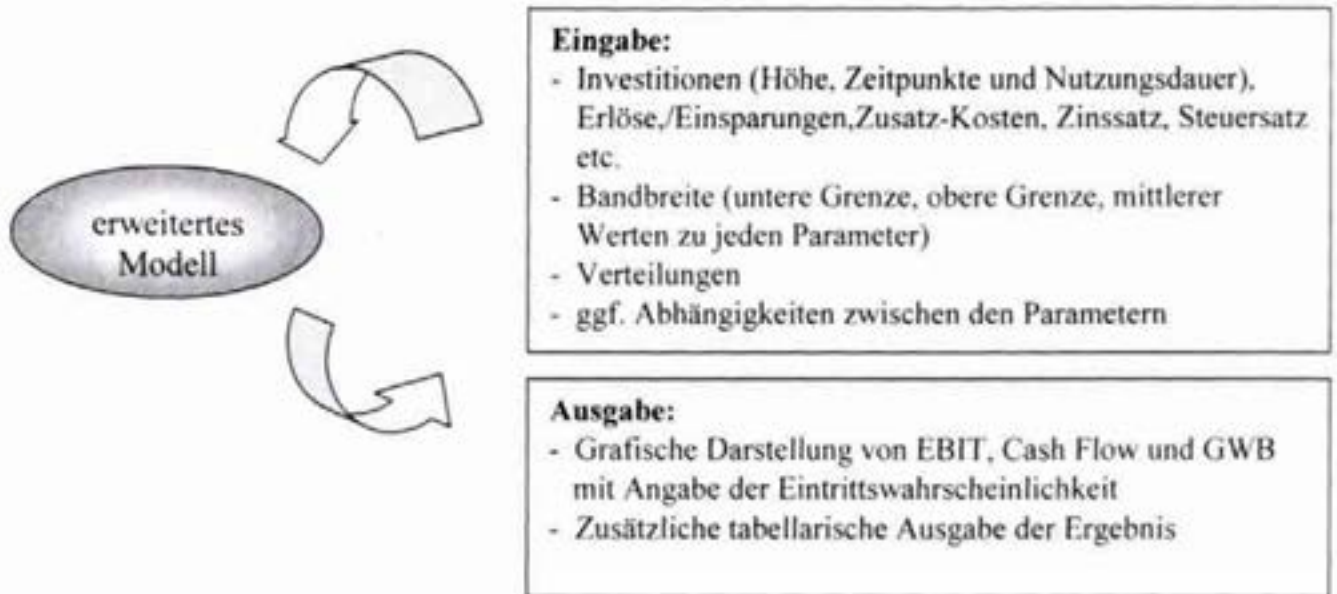 erweitertes
Modell
Eingabe:
- Investitionen (Höhe, Zeitpunkte und Nutzungsdauer),
Erlöse,/Einsparungen,Zusatz-Kosten, Zinssatz, Steuersatz
etc.
- Bandbreite (untere Grenze, obere Grenze, mittlerer
Werten zu jeden Parameter)
- Verteilungen
- ggf. Abhängigkeiten zwischen den Parametern
Ausgabe:
- Grafische Darstellung von EBIT, Cash Flow und GWB
mit Angabe der Eintrittswahrscheinlichkeit
- Zusätzliche tabellarische Ausgabe der Ergebnis